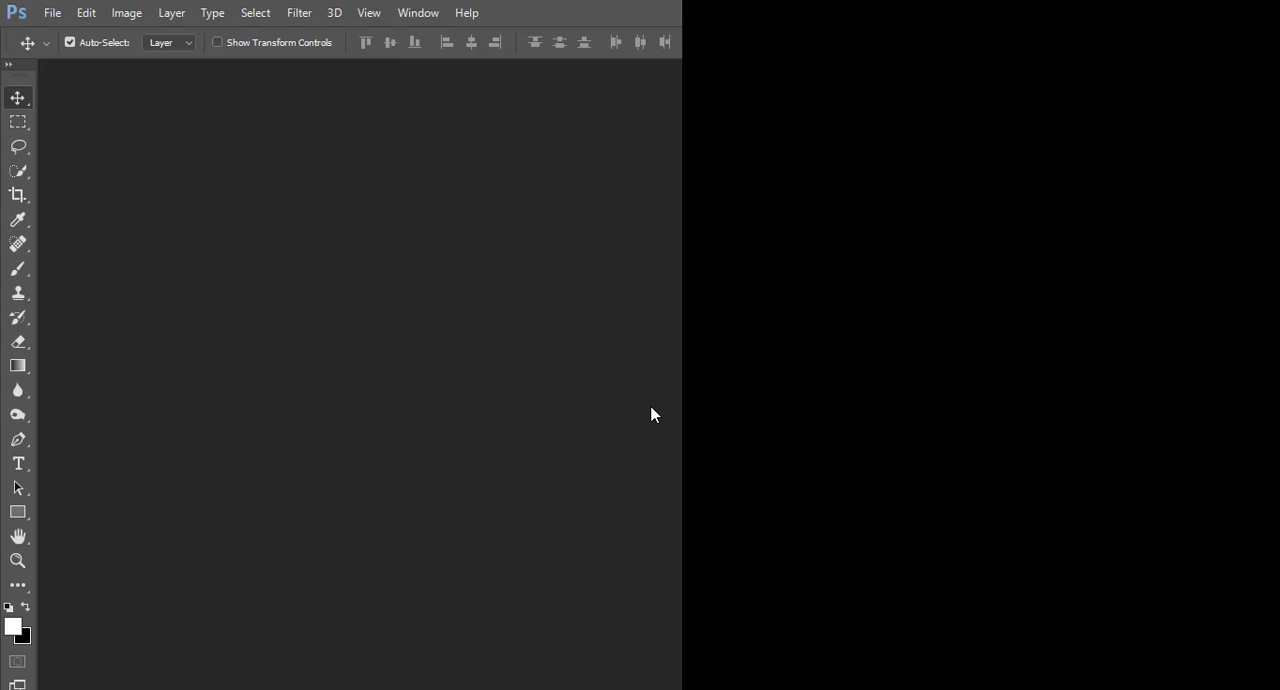 Ps File Edit Image Layer Type Select Filter 3D View Window Help
Auto-Select: Layer Show Transform Controls